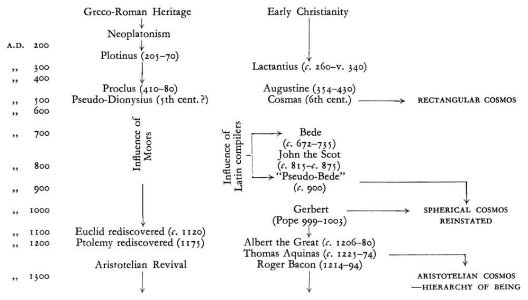 Greco-Roman Heritage Early Christianity
Neoplatonism
A.D. 200
Plotinus (205–70)
„ 300 Lactantius (c. 260–v. 340)
„ 400
Proclus (410–80) Augustine (354–430)
„ 500 Pseudo-Dionysius (5th cent.?) Cosmas (6th cent.) RECTANGULAR COSMOS
„ 600
„ 700 Bede
(c. 672–735)
Influence of
Moors
Influence of
Latin compilers
John the Scot
„ 800 (c. 815–c. 875)
"Pseudo-Bede"
„ 900 (c. 900)
„ 1000 Gerbert SPHERICAL COSMOS
(Pope 999–1003) REINSTATED
„ 1100 Euclid rediscovered (c. 1120)
„ 1200 Ptolemy rediscovered (1175) Albert the Great (c. 1206–80)
Thomas Aquinas (c. 1225–74)
Aristotelian Revival Roger Bacon (1214–94)
„ 1300 ARISTOTELIAN COSMOS
—HIERARCHY OF BEING